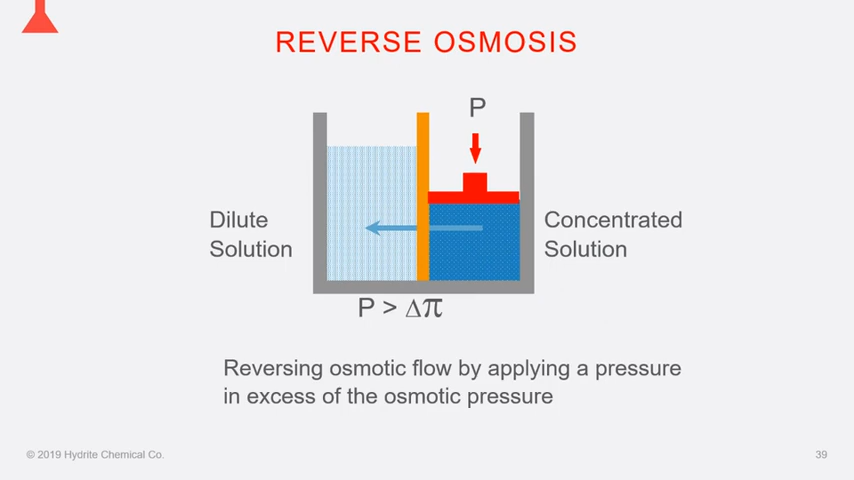 REVERSE OSMOSIS
P
Dilute
Solution
Concentrated
Solution
P > Δπ
Reversing osmotic flow by applying a pressure
in excess of the osmotic pressure
© 2019 Hydrite Chemical Co.
39